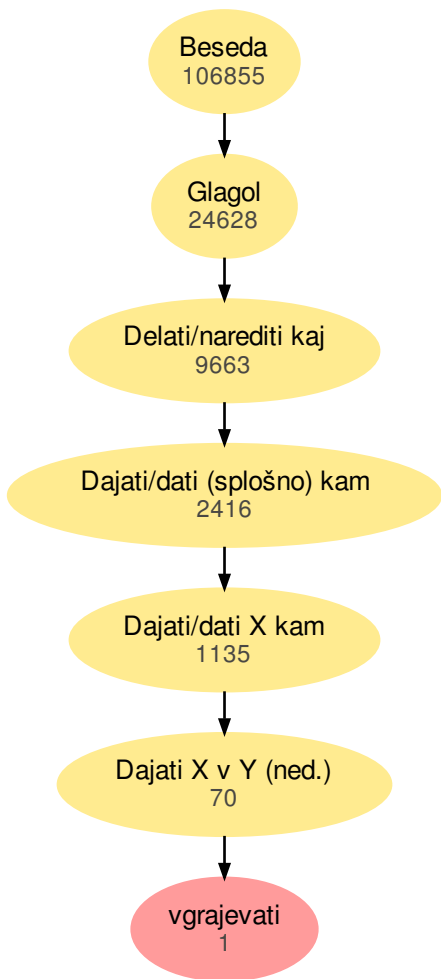 Beseda
106855
Glagol
24628
Delati/narediti kaj
9663
Dajati/dati (splošno) kam
2416
Dajati/dati X kam
1135
Dajati X v Y (ned.)
70
vgrajevati
1